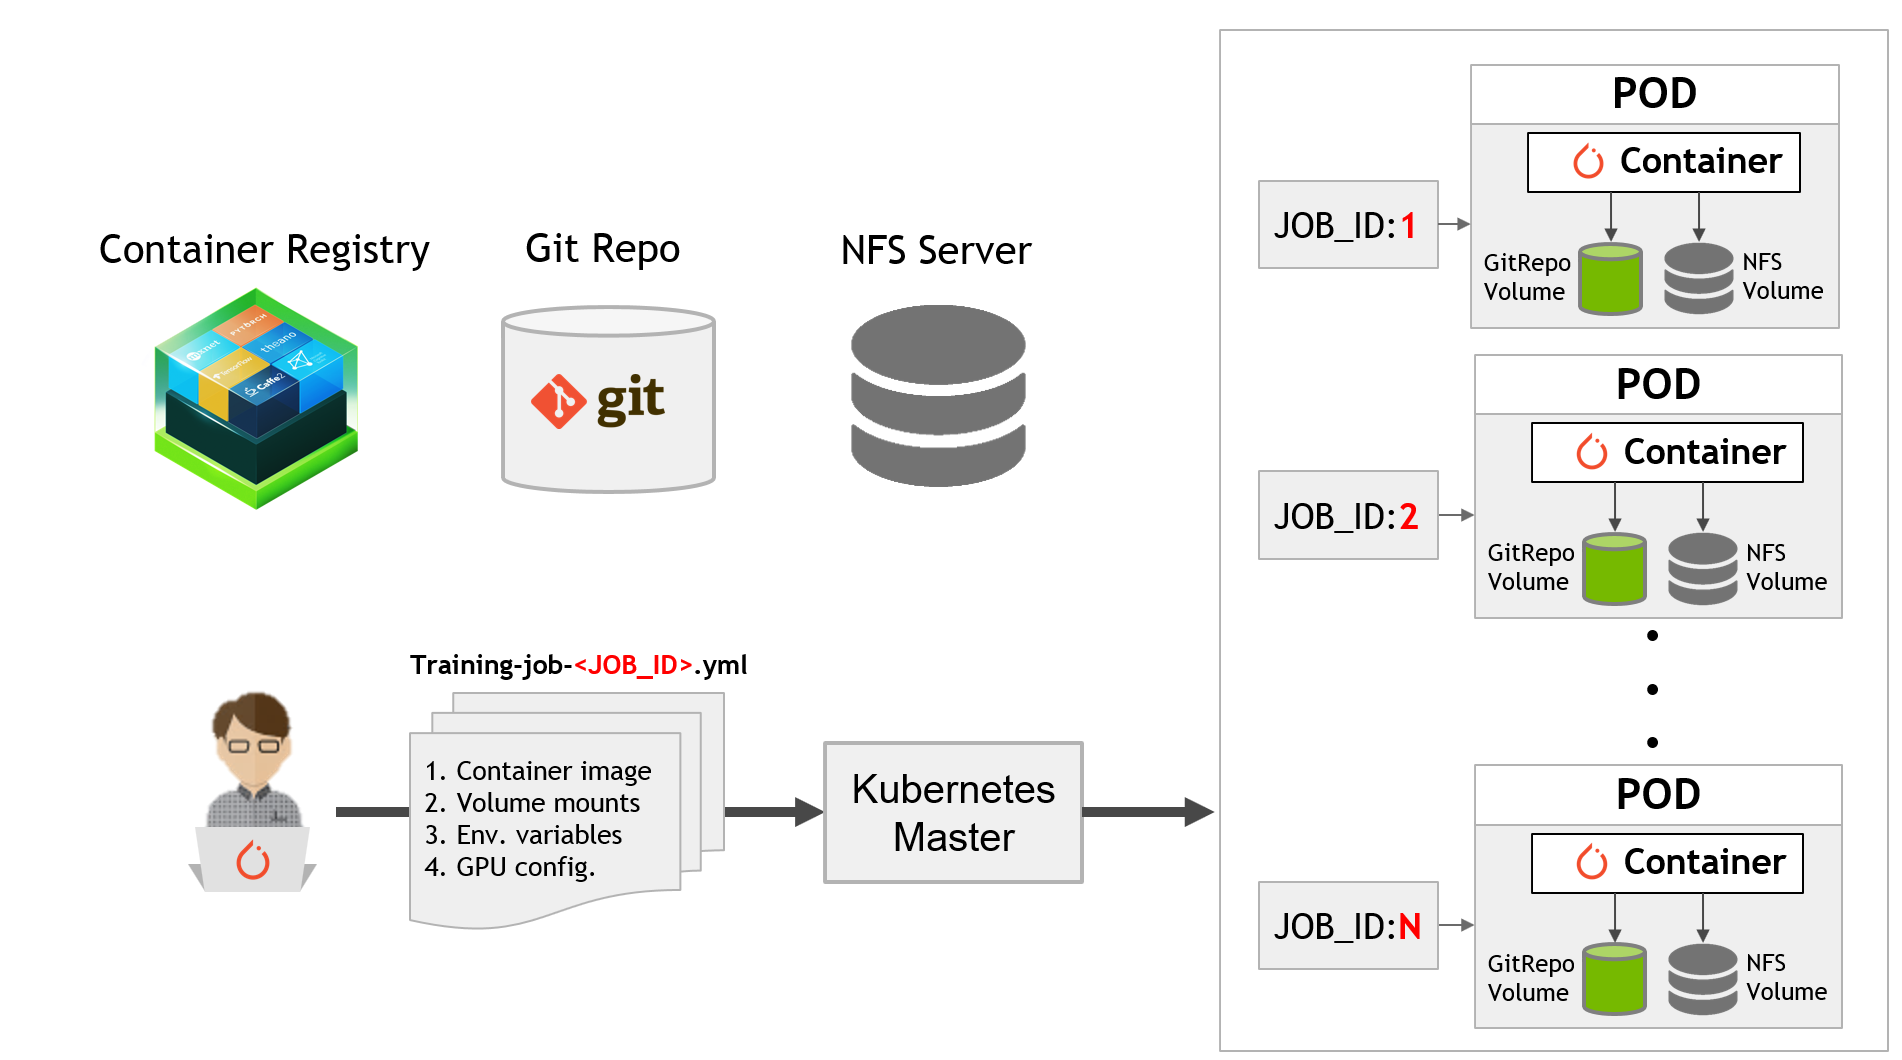 Container Registry
Git Repo
NFS Server
PYTORCH
mxnet
theano
TensorFlow
Caffe2
git
Training-job-<JOB_ID>.yml
1. Container image
2. Volume mounts
3. Env. variables
4. GPU config.
Kubernetes
Master
JOB_ID:1
POD
Container
GitRepo
Volume
NFS
Volume
JOB_ID:2
POD
Container
GitRepo
Volume
NFS
Volume
JOB_ID:N
POD
Container
GitRepo
Volume
NFS
Volume